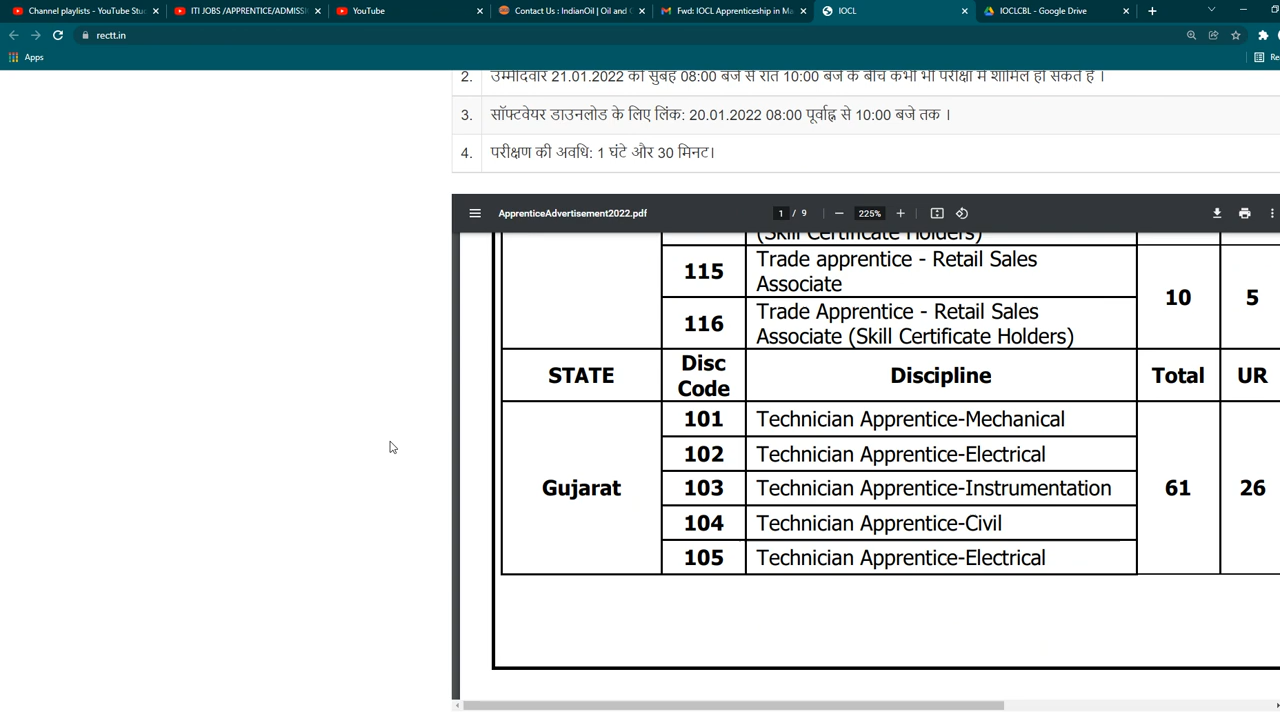 Channel playlists - YouTube Stu
ITI JOBS /APPRENTICE/ADMISS
YouTube
Contact Us : IndianOil | Oil and
Fwd: IOCL Apprenticeship in Ma
IOCL
IOCLCBL - Google Drive
rectt.in
Apps
2. उम्मीदवार 21.01.2022 को सुबह 08:00 बजे से रात 10:00 बजे के बीच कभी भी परीक्षा में शामिल हो सकते हैं ।
3. सॉफ्टवेयर डाउनलोड के लिए लिंक: 20.01.2022 08:00 पूर्वाह्न से 10:00 बजे तक ।
4. परीक्षण की अवधि: 1 घंटे और 30 मिनट।
ApprenticeAdvertisement2022.pdf
1 / 9
225%
(Skill Certificate Holders)
115 Trade apprentice - Retail Sales
Associate
10 5
116 Trade Apprentice - Retail Sales
Associate (Skill Certificate Holders)
STATE Disc
Code Discipline Total UR
101 Technician Apprentice-Mechanical
102 Technician Apprentice-Electrical
Gujarat 103 Technician Apprentice-Instrumentation 61 26
104 Technician Apprentice-Civil
105 Technician Apprentice-Electrical